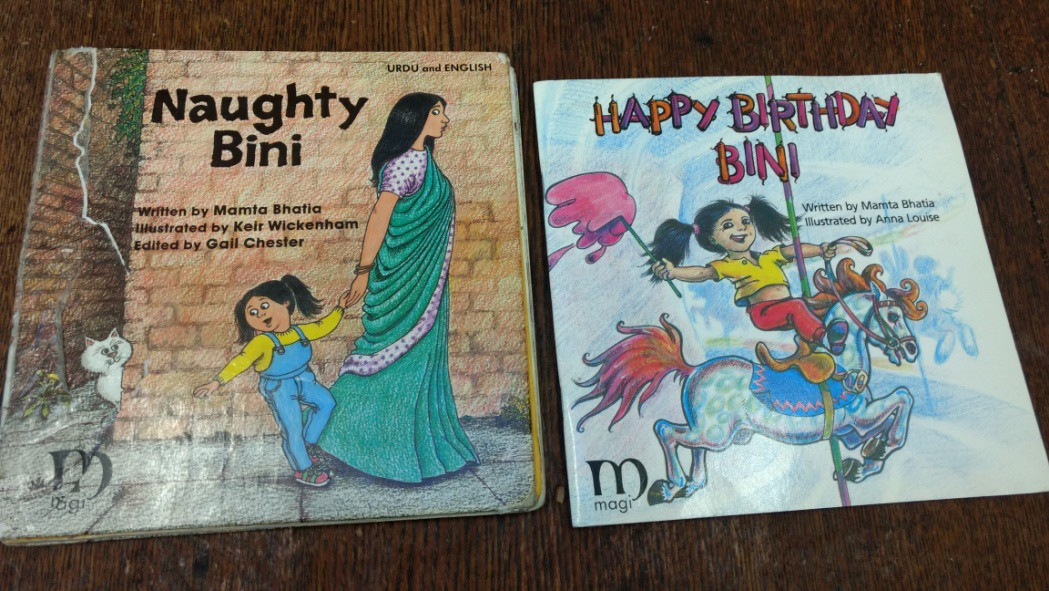 URDU and ENGLISH
Naughty
Bini
Written by Mamta Bhatia
Illustrated by Keir Wickenham
Edited by Gail Chester
m
magi
HAPPY BIRTHDAY
BINI
Written by Mamta Bhatia
Illustrated by Anna Louise
m
magi